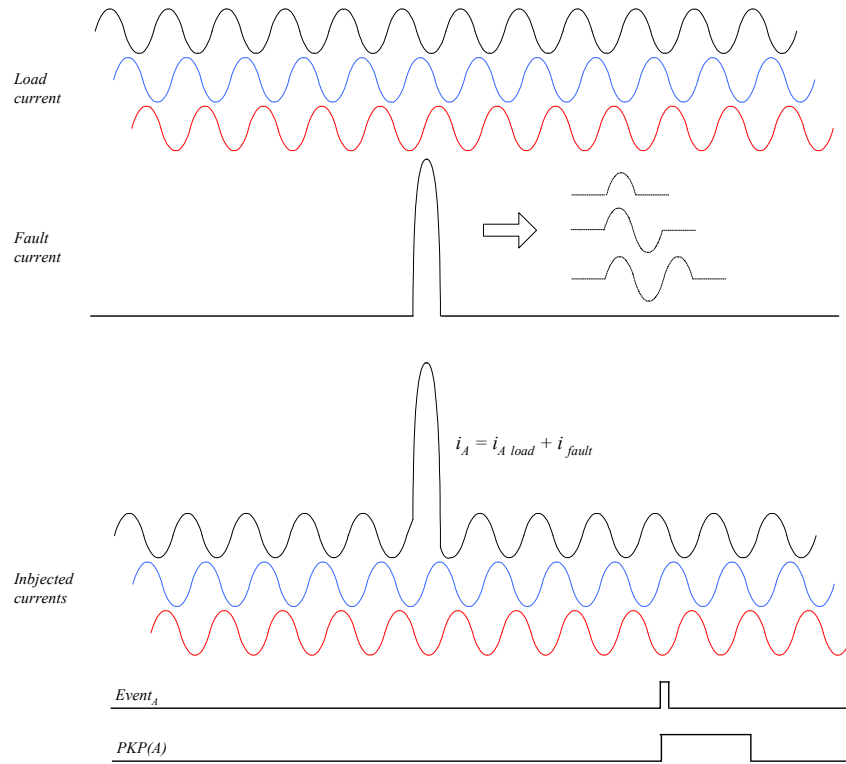 Load
current
Fault
current
i_A = i_A load + i_fault
Inbjected
currents
Event_A
PKP(A)